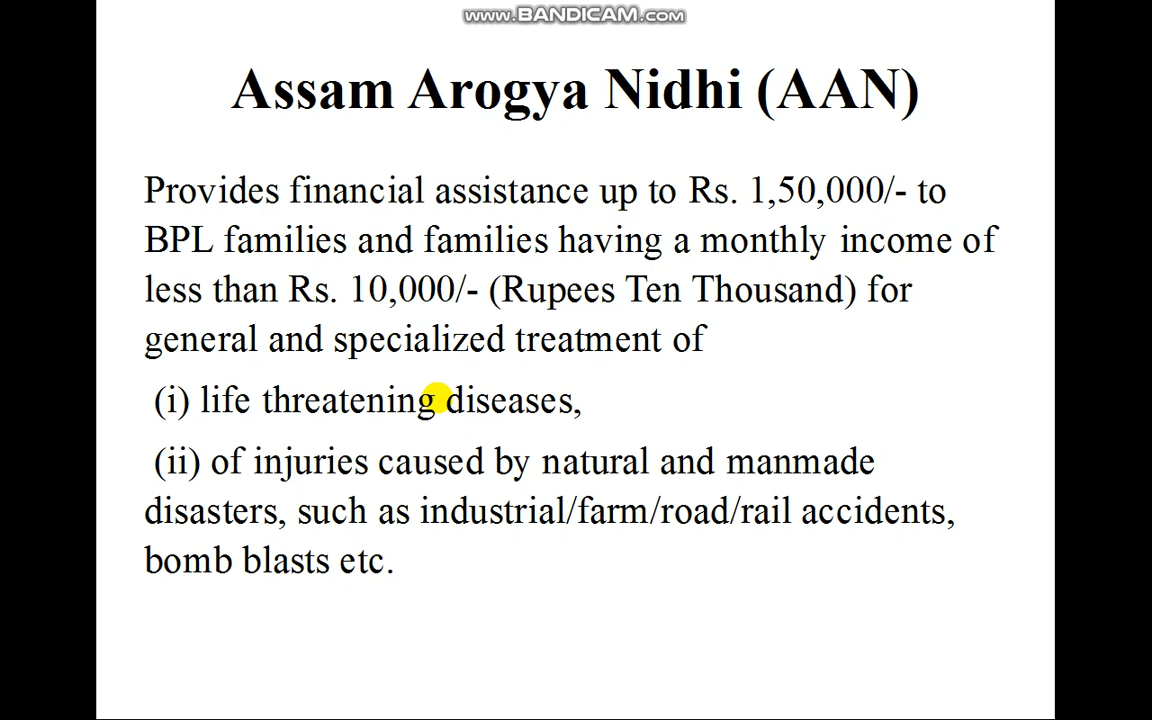 www.BANDICAM.com
Assam Arogya Nidhi (AAN)
Provides financial assistance up to Rs. 1,50,000/- to
BPL families and families having a monthly income of
less than Rs. 10,000/- (Rupees Ten Thousand) for
general and specialized treatment of
(i) life threatening diseases,
(ii) of injuries caused by natural and manmade
disasters, such as industrial/farm/road/rail accidents,
bomb blasts etc.